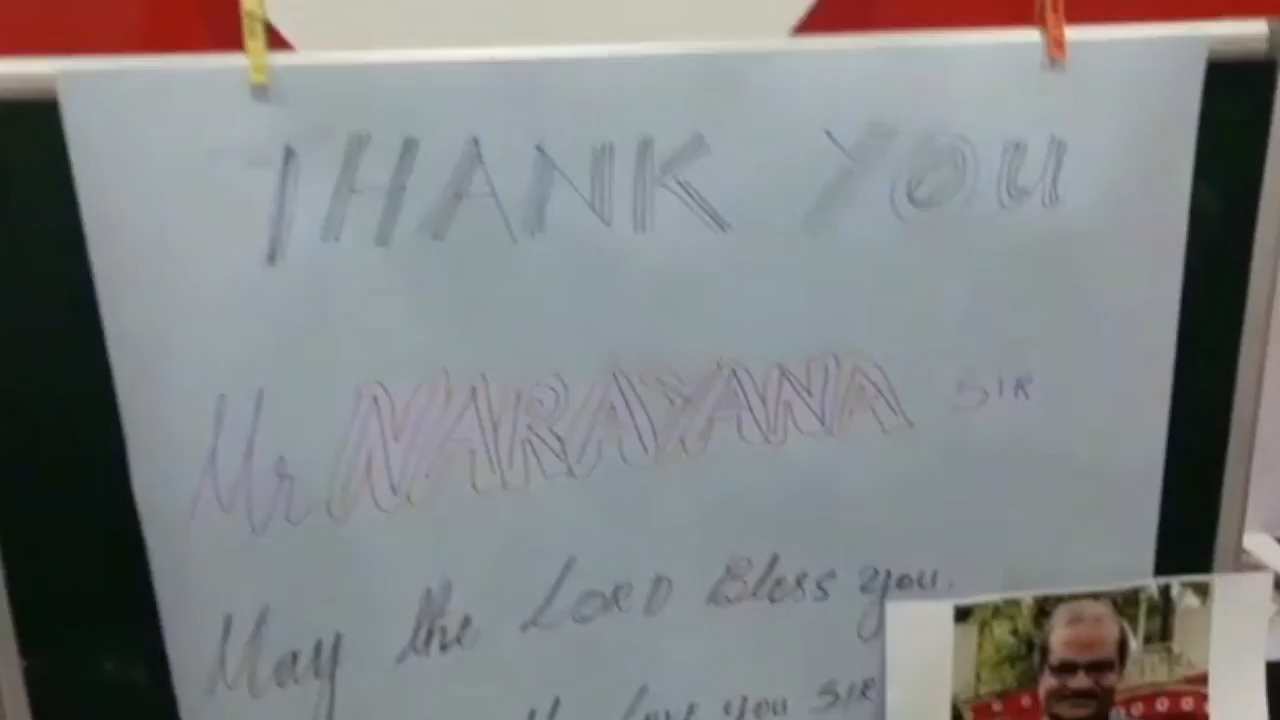 THANK YOU
Mr NARAYANA SIR
May the LORD Bless you.
Love you SIR